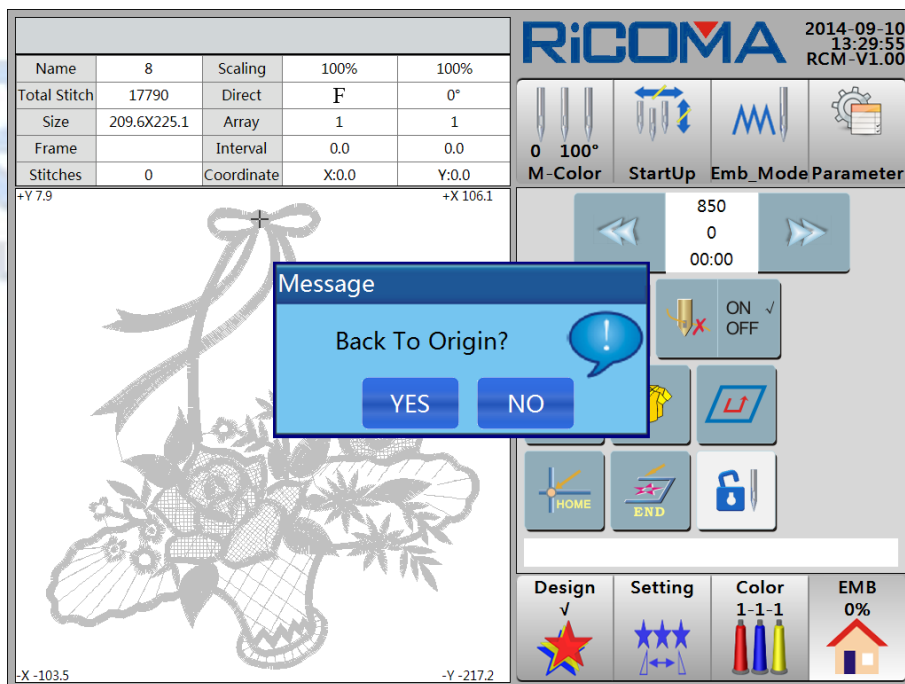 RiCOMA
2014-09-10
13:29:55
RCM-V1.00
Name 8 Scaling 100% 100%
Total Stitch 17790 Direct F 0°
Size 209.6X225.1 Array 1 1
Frame Interval 0.0 0.0
Stitches 0 Coordinate X:0.0 Y:0.0
0 100°
M-Color StartUp Emb_Mode Parameter
+Y 7.9 +X 106.1
850
0
00:00
ON √
OFF
Message
Back To Origin?
YES NO
HOME
END
-X -103.5 -Y -217.2
Design Setting Color EMB
√ 1-1-1 0%